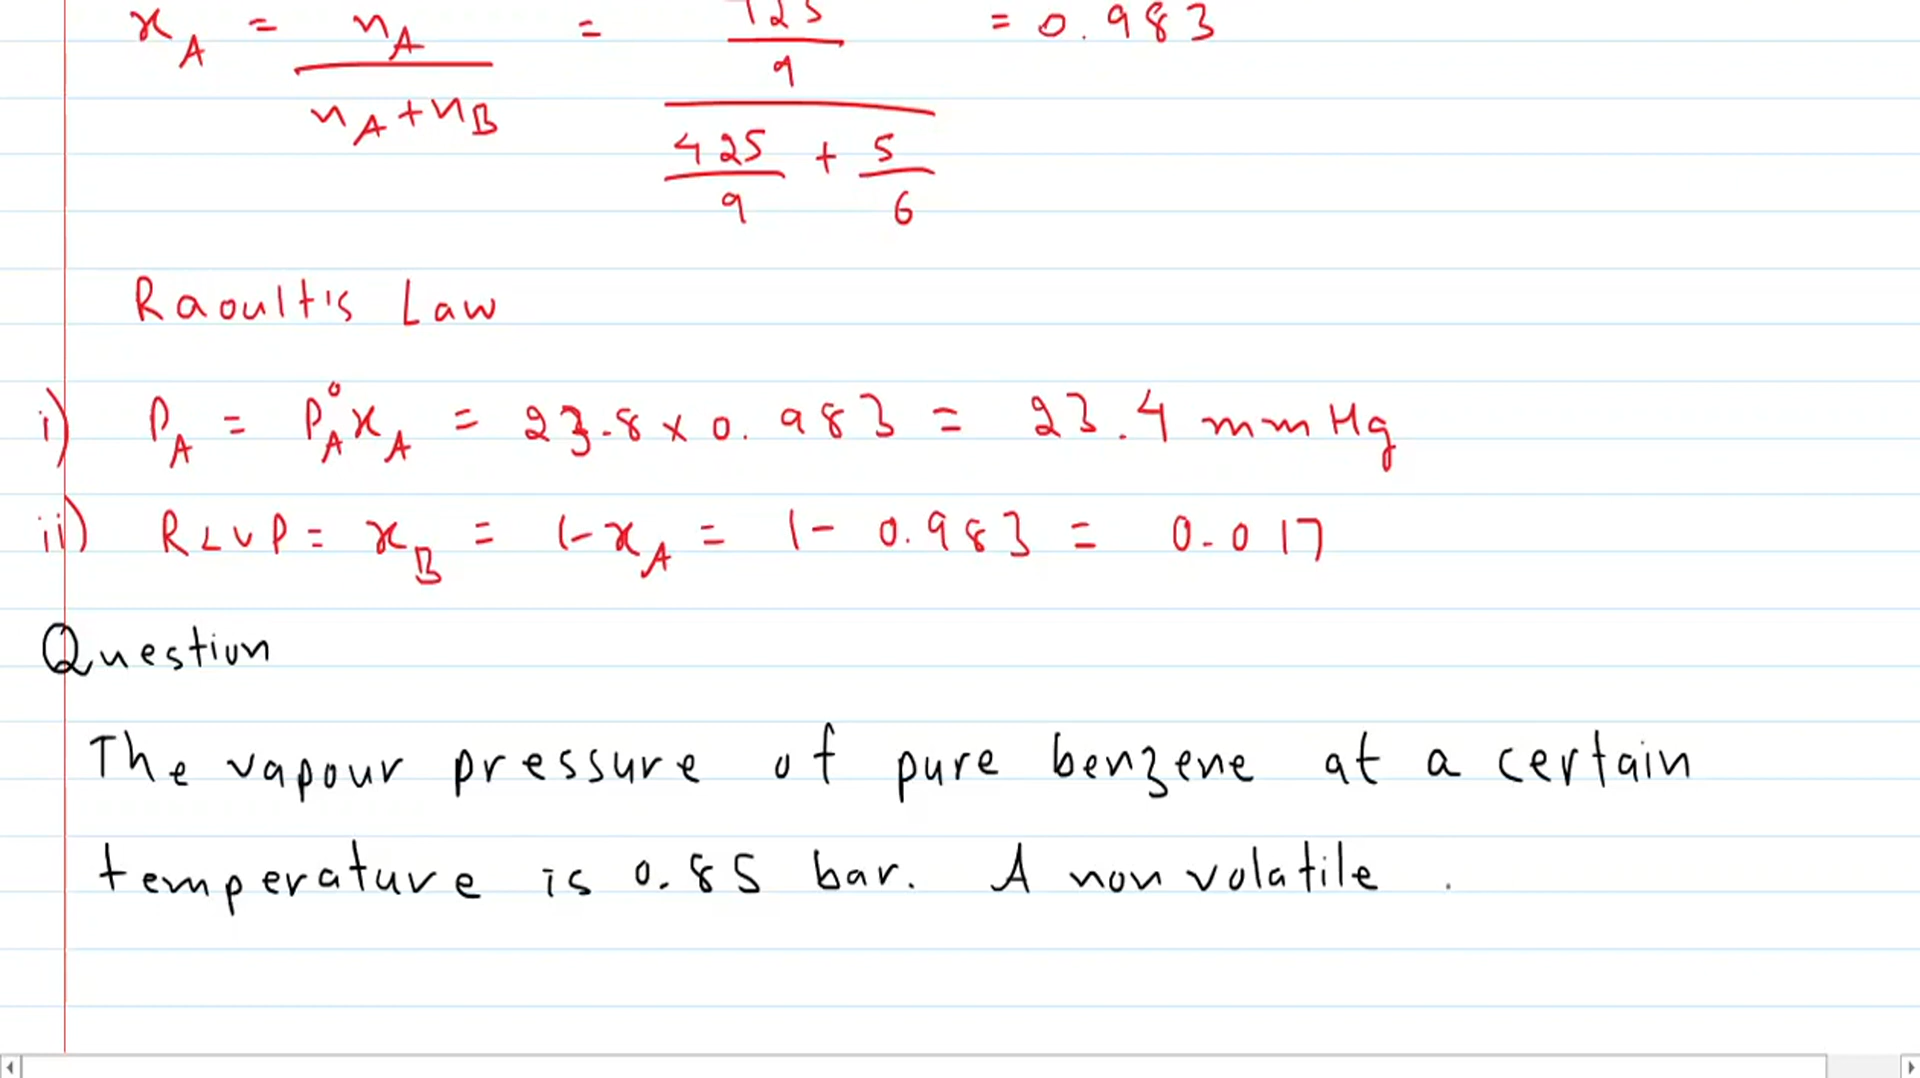 x_A = n_A / (n_A + n_B) = (425/9) / (425/9 + 5/6) = 0.983
Raoult's Law
i) P_A = P°_A x_A = 23.8 x 0.983 = 23.4 mm Hg
ii) RLVP = x_B = 1 - x_A = 1 - 0.983 = 0.017
Question
The vapour pressure of pure benzene at a certain
temperature is 0.85 bar. A non volatile